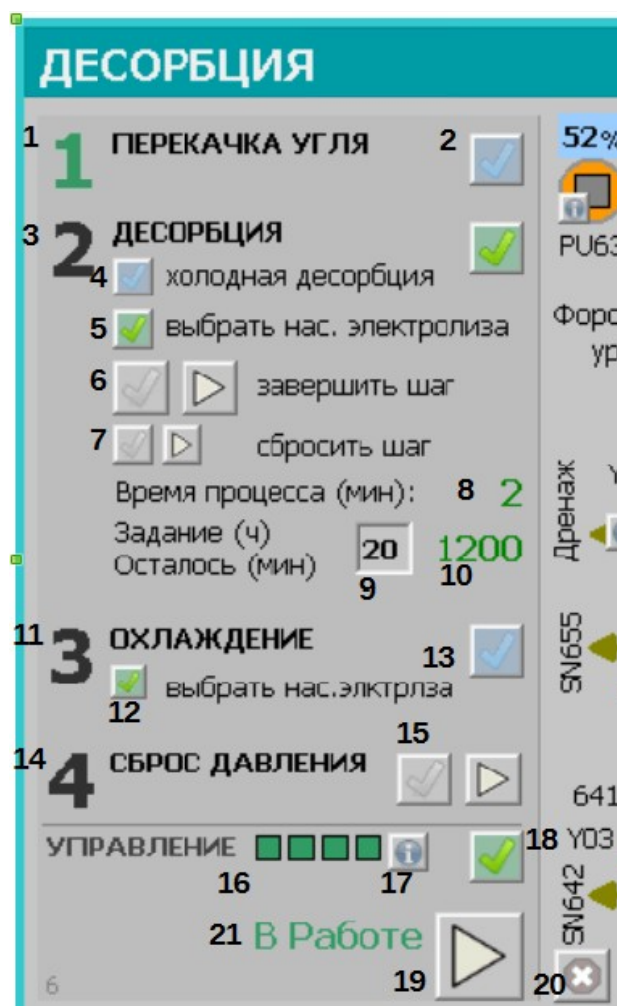 ДЕСОРБЦИЯ
1 1 ПЕРЕКАЧКА УГЛЯ 2
52%
PU63
3 2 ДЕСОРБЦИЯ
4 холодная десорбция
5 выбрать нас. электролиза
Форс
ур
6 завершить шаг
7 сбросить шаг
Время процесса (мин): 8 2
Задание (ч)
Осталось (мин) 20 1200
9 10
Дренаж
11 3 ОХЛАЖДЕНИЕ 13
12 выбрать нас.элктрлза
SN655
15
14 4 СБРОС ДАВЛЕНИЯ
641
УПРАВЛЕНИЕ
16 17
18 Y03
SN642
21 В Работе
19 20
6